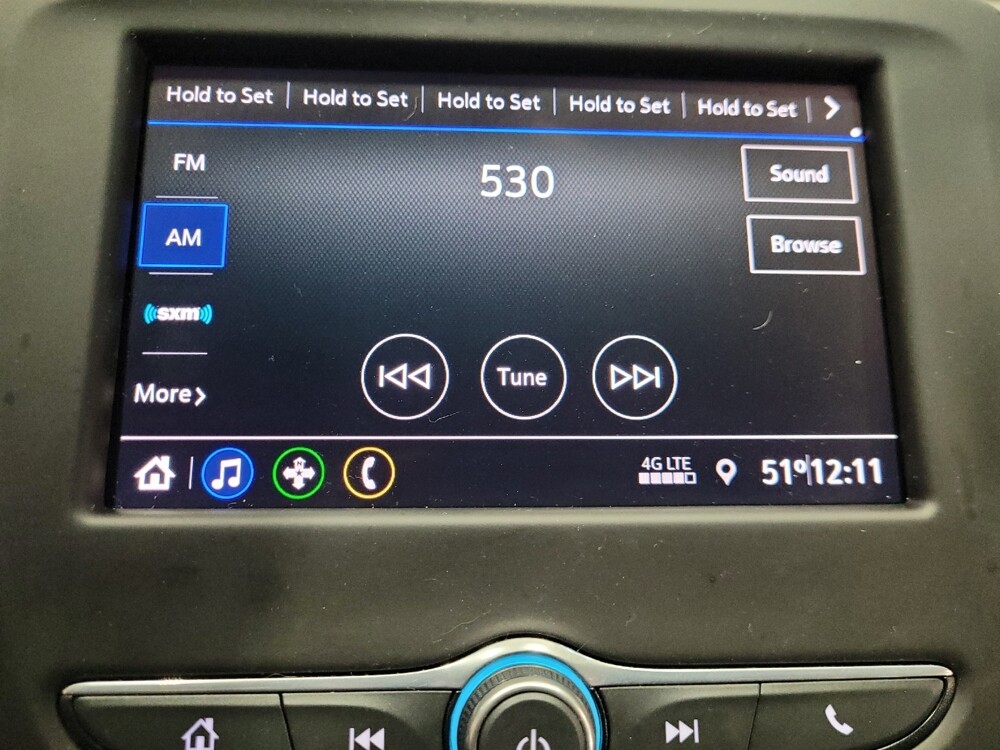 Hold to Set Hold to Set Hold to Set Hold to Set Hold to Set
FM
530
Sound
AM
Browse
sxm
More
Tune
N
4G LTE
51° 12:11